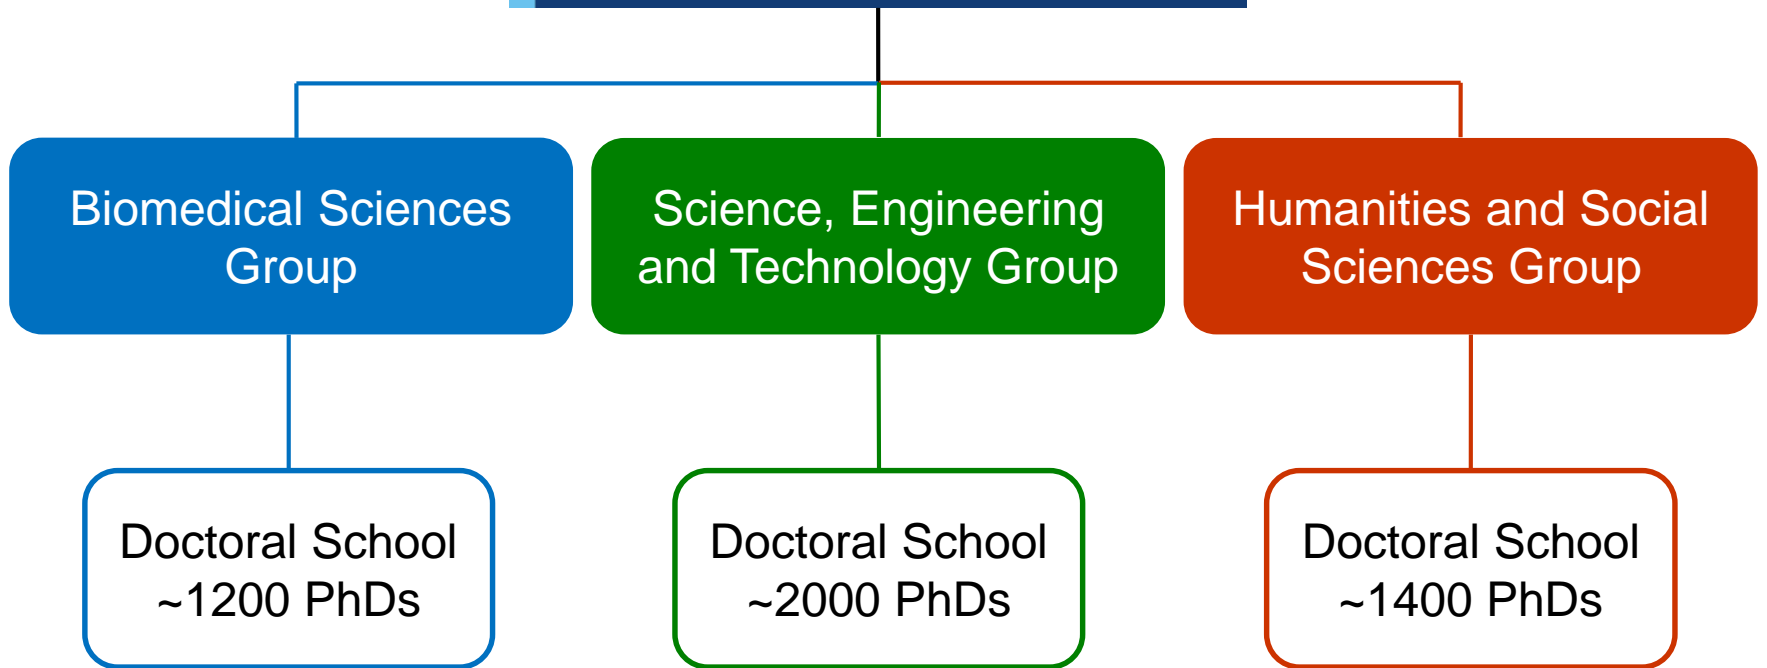 Biomedical Sciences
Group
Science, Engineering
and Technology Group
Humanities and Social
Sciences Group
Doctoral School
~1200 PhDs
Doctoral School
~2000 PhDs
Doctoral School
~1400 PhDs